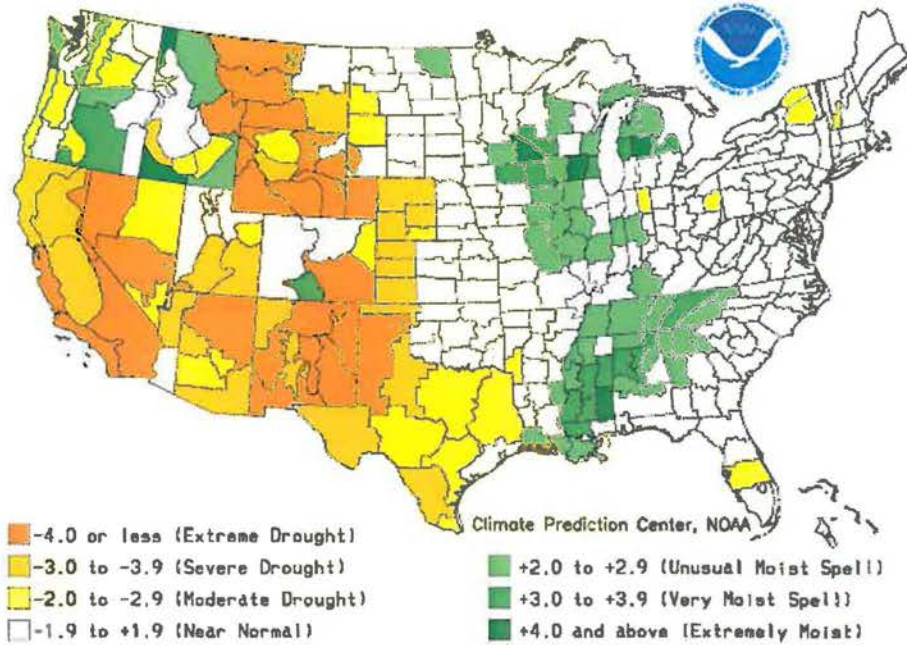 Climate Prediction Center, NOAA
-4.0 or less (Extreme Drought)
-3.0 to -3.9 (Severe Drought)
-2.0 to -2.9 (Moderate Drought)
-1.9 to +1.9 (Near Normal)
+2.0 to +2.9 (Unusual Moist Spell)
+3.0 to +3.9 (Very Moist Spell)
+4.0 and above (Extremely Moist)